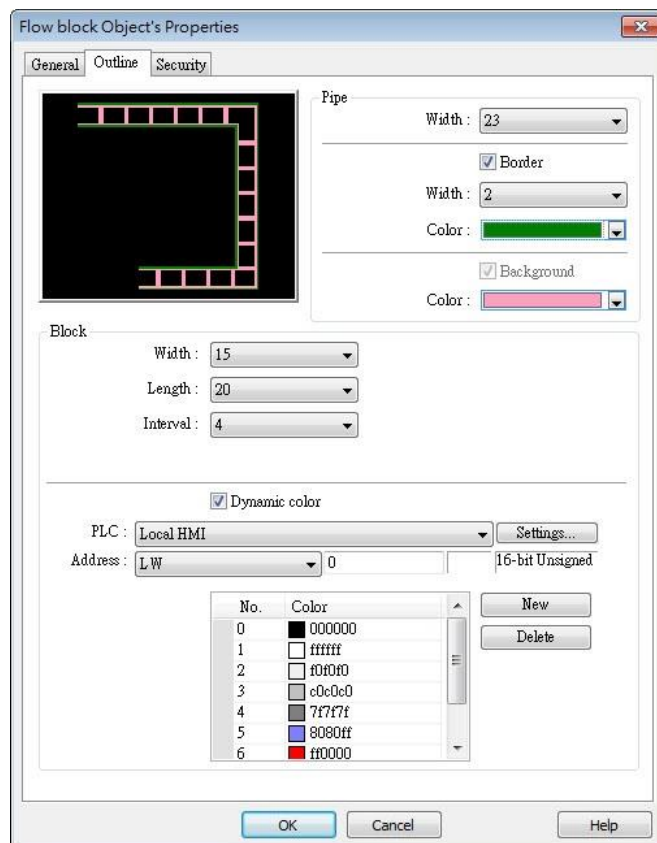 Flow block Object's Properties
General Outline Security
Pipe
Width : 23
Border
Width : 2
Color :
Background
Color :
Block
Width : 15
Length : 20
Interval : 4
Dynamic color
PLC : Local HMI Settings...
Address : LW 0 16-bit Unsigned
No. Color
0 000000
1 ffffff
2 f0f0f0
3 c0c0c0
4 7f7f7f
5 8080ff
6 ff0000
New
Delete
OK Cancel Help